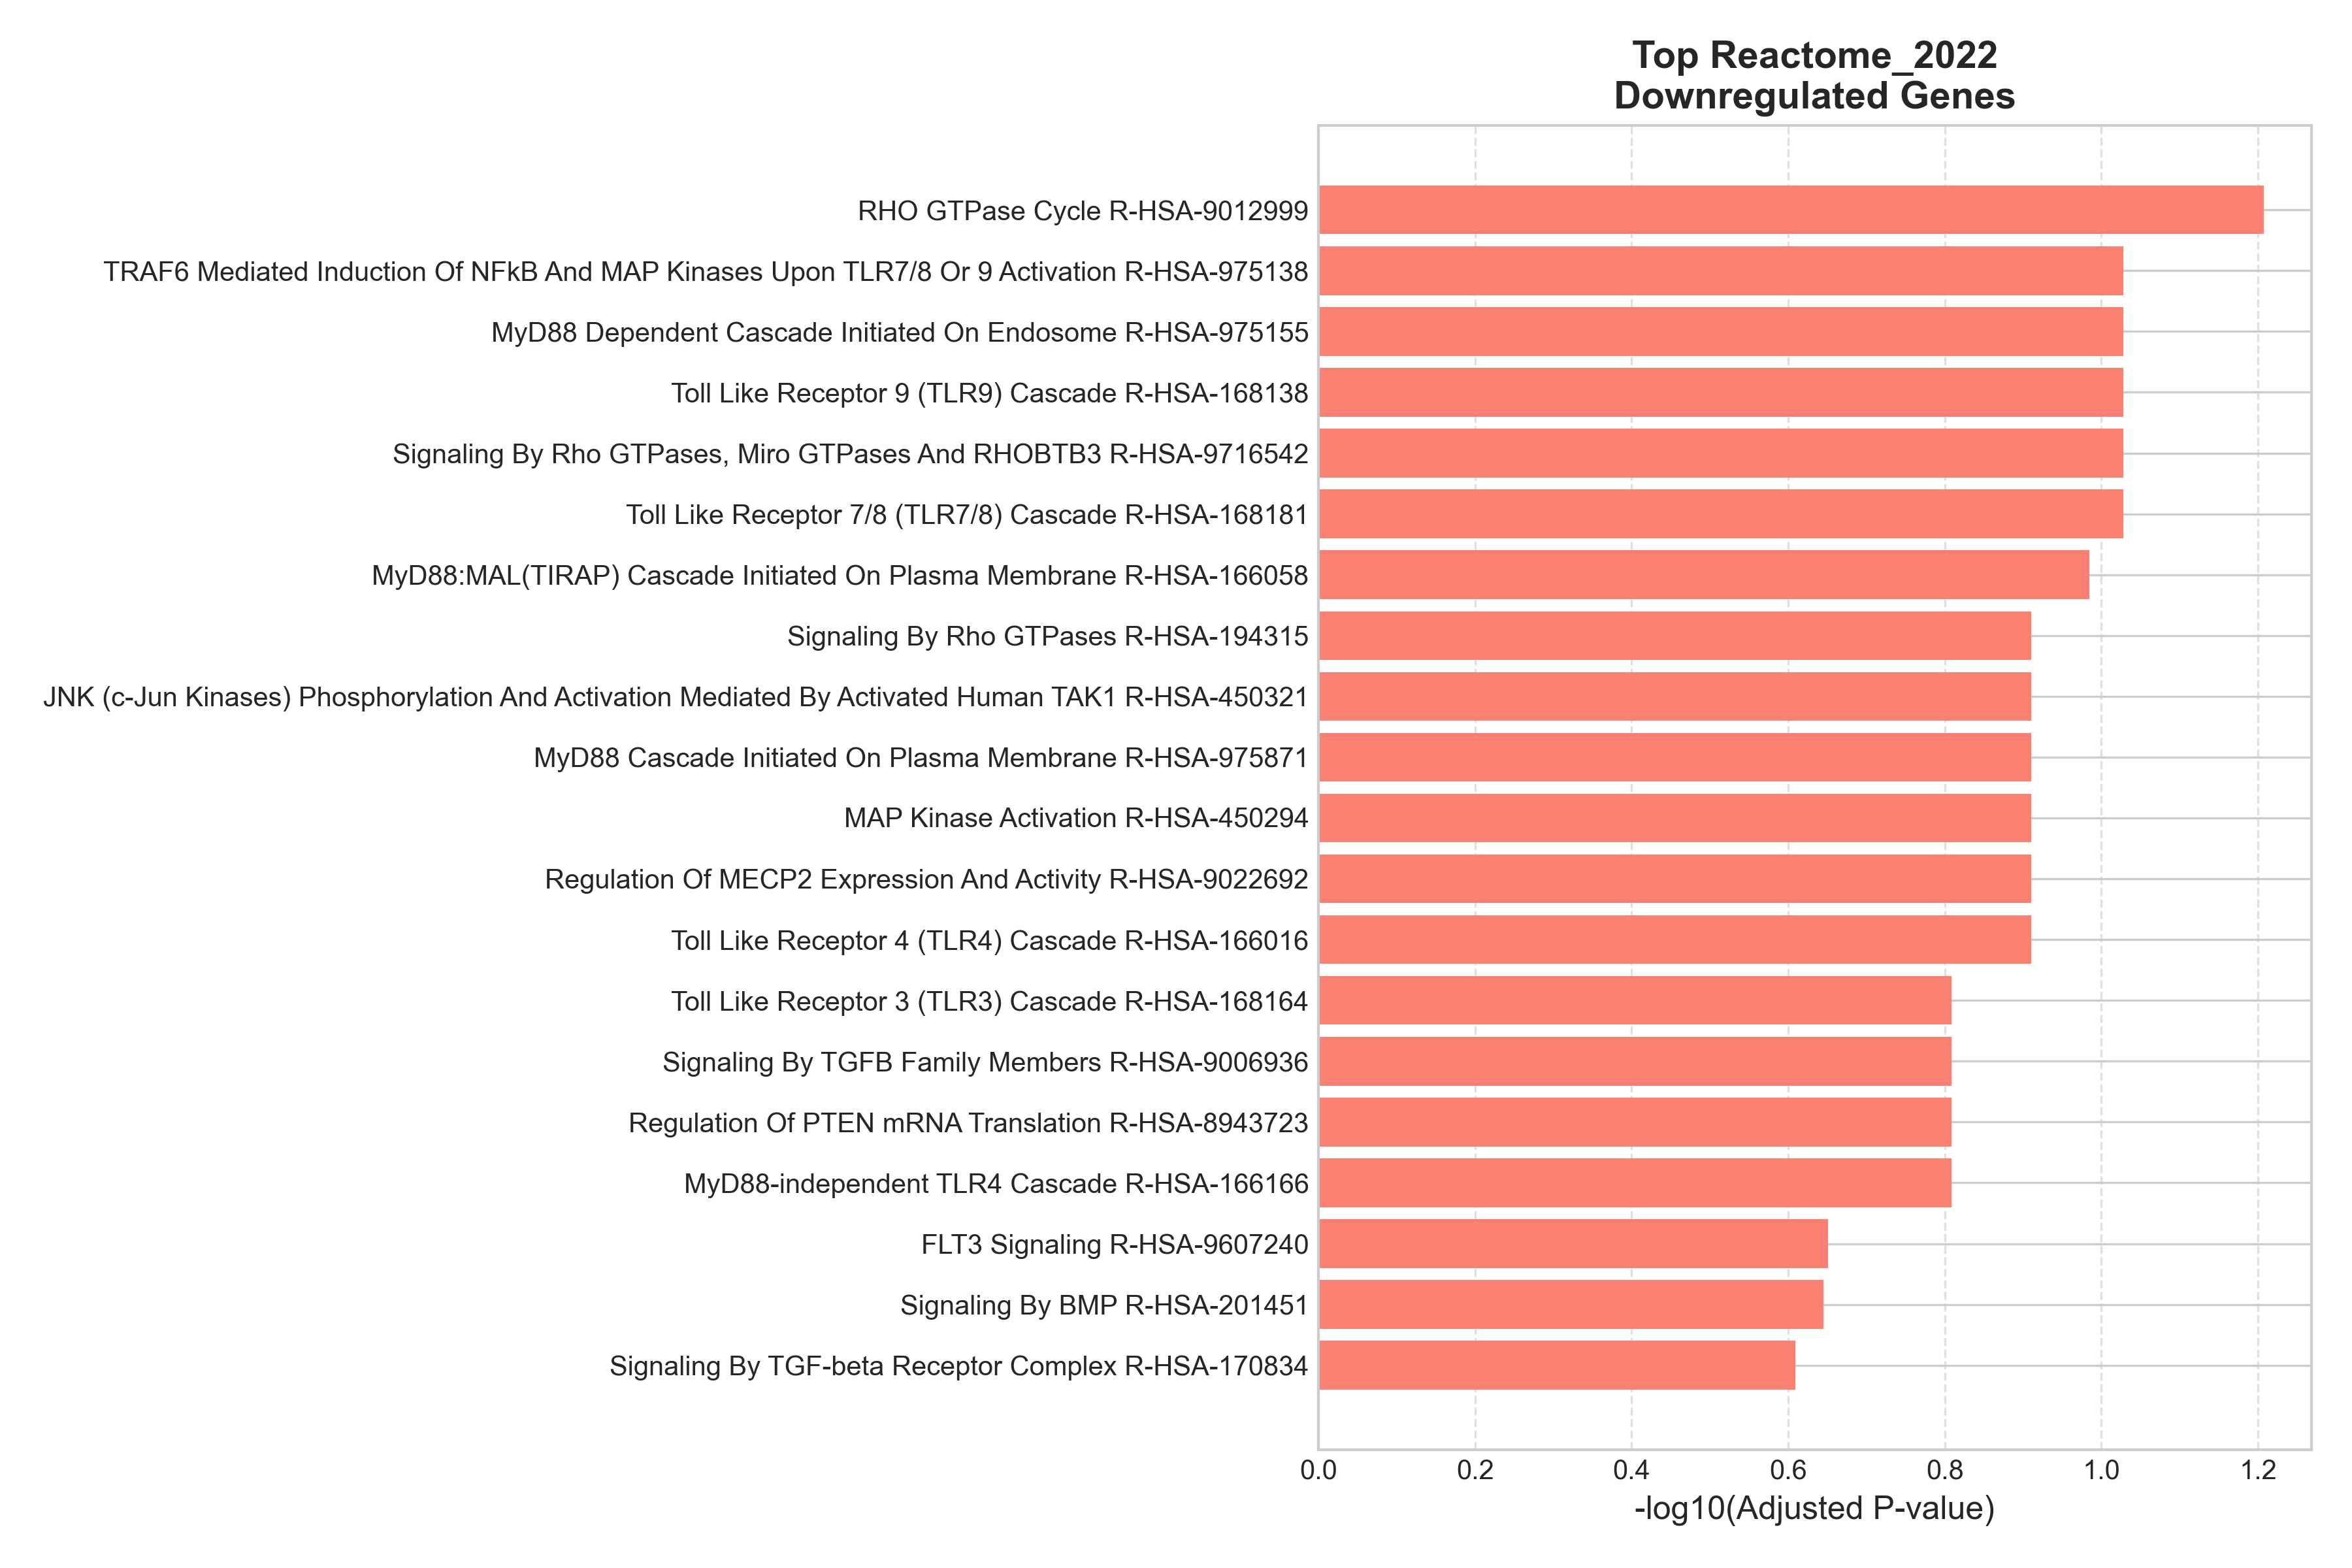 Top Reactome_2022
Downregulated Genes
RHO GTPase Cycle R-HSA-9012999
TRAF6 Mediated Induction Of NFkB And MAP Kinases Upon TLR7/8 Or 9 Activation R-HSA-975138
MyD88 Dependent Cascade Initiated On Endosome R-HSA-975155
Toll Like Receptor 9 (TLR9) Cascade R-HSA-168138
Signaling By Rho GTPases, Miro GTPases And RHOBTB3 R-HSA-9716542
Toll Like Receptor 7/8 (TLR7/8) Cascade R-HSA-168181
MyD88:MAL(TIRAP) Cascade Initiated On Plasma Membrane R-HSA-166058
Signaling By Rho GTPases R-HSA-194315
JNK (c-Jun Kinases) Phosphorylation And Activation Mediated By Activated Human TAK1 R-HSA-450321
MyD88 Cascade Initiated On Plasma Membrane R-HSA-975871
MAP Kinase Activation R-HSA-450294
Regulation Of MECP2 Expression And Activity R-HSA-9022692
Toll Like Receptor 4 (TLR4) Cascade R-HSA-166016
Toll Like Receptor 3 (TLR3) Cascade R-HSA-168164
Signaling By TGFB Family Members R-HSA-9006936
Regulation Of PTEN mRNA Translation R-HSA-8943723
MyD88-independent TLR4 Cascade R-HSA-166166
FLT3 Signaling R-HSA-9607240
Signaling By BMP R-HSA-201451
Signaling By TGF-beta Receptor Complex R-HSA-170834
0.0 0.2 0.4 0.6 0.8 1.0 1.2
-log10(Adjusted P-value)